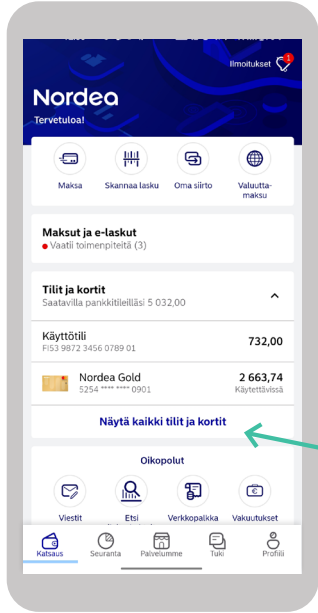 Ilmoitukset
1
Nordea
Tervetuloa!
Maksa
Skannaa lasku
Oma siirto
Valuutta-
maksu
Maksut ja e-laskut
Vaatii toimenpiteitä (3)
Tilit ja kortit
Saatavilla pankkitileilläsi 5 032,00
Käyttötili
732,00
FI53 9872 3456 0789 01
Nordea Gold
2 663,74
5254 **** **** 0901
Käytettävissä
Näytä kaikki tilit ja kortit
Oikopolut
Viestit
Etsi
Verkkopalkka
Vakuutukset
Katsaus
Seuranta
Palvelumme
Tuki
Profiili